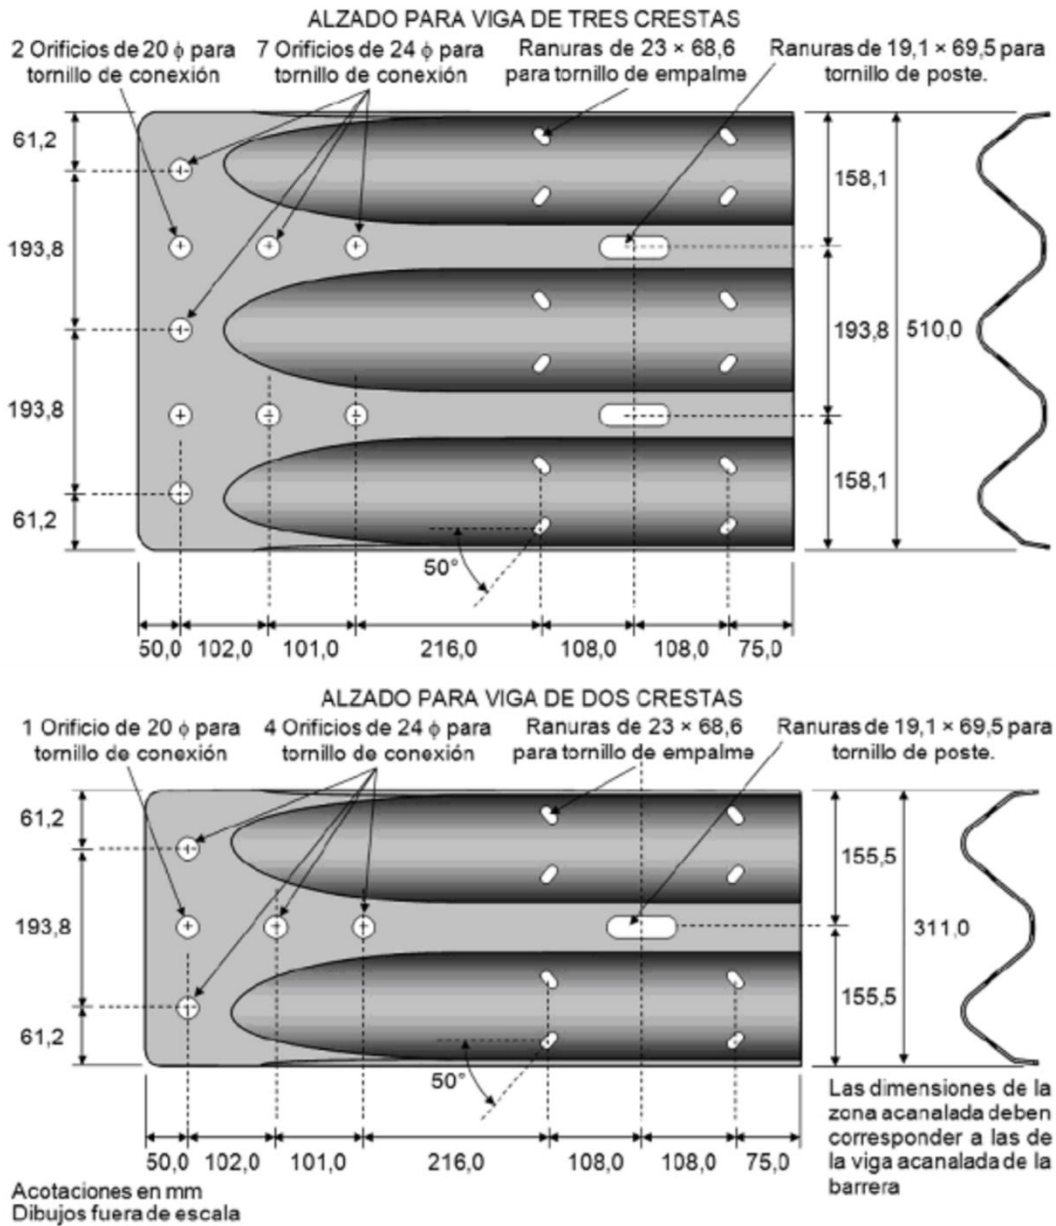 ALZADO PARA VIGA DE TRES CRESTAS
2 Orificios de 20 ϕ para
tornillo de conexión
7 Orificios de 24 ϕ para
tornillo de conexión
Ranuras de 23 × 68,6
para tornillo de empalme
Ranuras de 19,1 × 69,5 para
tornillo de poste.
61,2
193,8
193,8
61,2
158,1
193,8
510,0
158,1
50°
50,0
102,0
101,0
216,0
108,0
108,0
75,0
ALZADO PARA VIGA DE DOS CRESTAS
1 Orificio de 20 ϕ para
tornillo de conexión
4 Orificios de 24 ϕ para
tornillo de conexión
Ranuras de 23 × 68,6
para tornillo de empalme
Ranuras de 19,1 × 69,5 para
tornillo de poste.
61,2
193,8
61,2
155,5
311,0
155,5
50°
50,0
102,0
101,0
216,0
108,0
108,0
75,0
Las dimensiones de la
zona acanalada deben
corresponder a las de
la viga acanalada de la
barrera
Acotaciones en mm
Dibujos fuera de escala